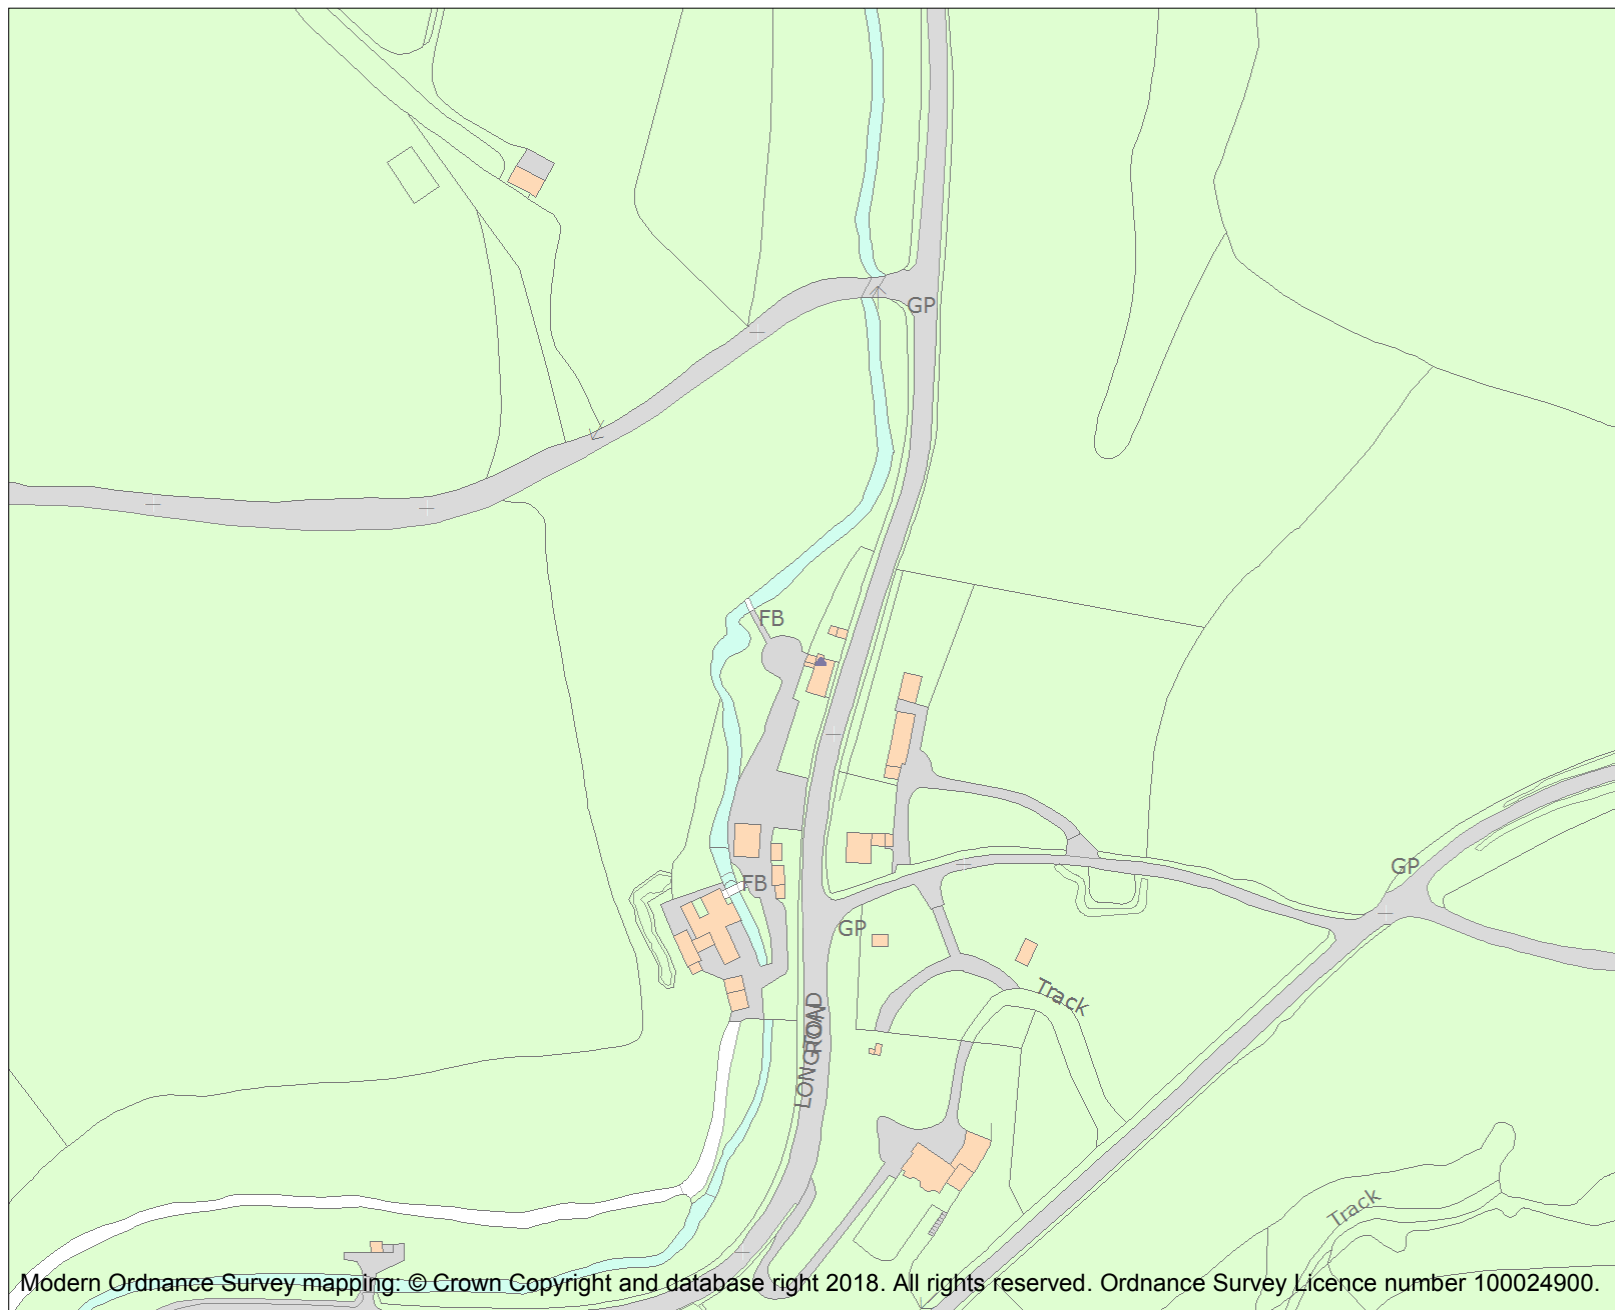 GP
FB
GP
FB
GP
Track
LONG ROAD
Track
Modern Ordnance Survey mapping: © Crown Copyright and database right 2018. All rights reserved. Ordnance Survey Licence number 100024900.